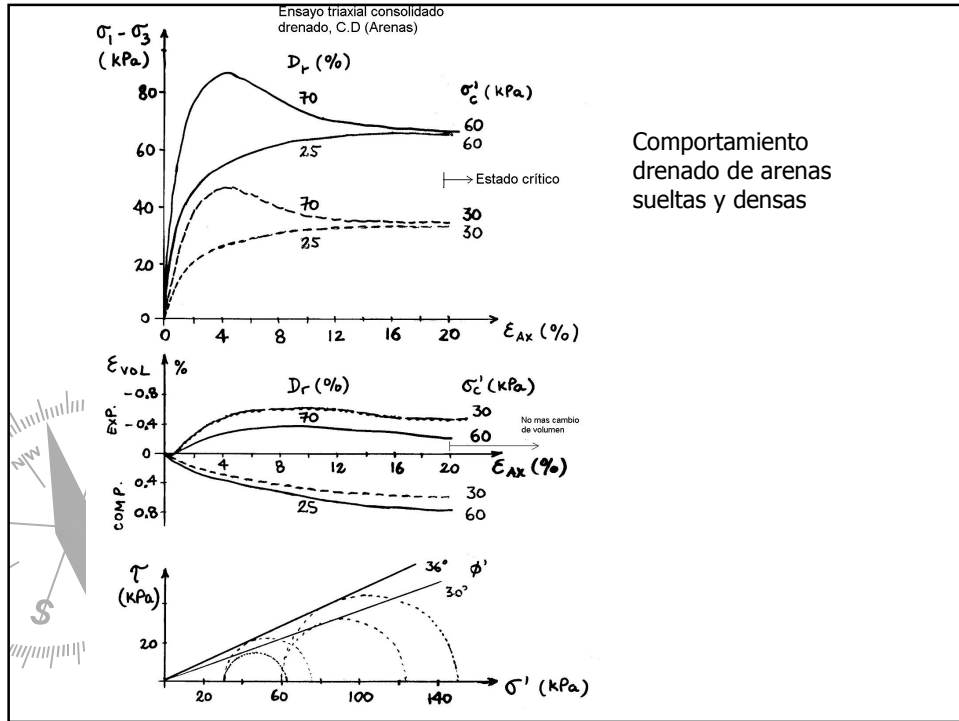 Ensayo triaxial consolidado
drenado, C.D (Arenas)
σ₁ - σ₃
(kPa)
Dr (%)
σ'c (kPa)
80
60
40
20
0
70
25
70
25
60
60
30
30
Estado crítico
0 4 8 12 16 20
εAx (%)
Comportamiento
drenado de arenas
sueltas y densas
εVOL %
Dr (%)
σc' (kPa)
EXP.
COMP.
-0.8
-0.4
0
0.4
0.8
70
25
30
60
30
60
No mas cambio
de volumen
4 8 12 16 20
εAx (%)
NW
S
τ
(kPa)
20
36° ϕ'
30°
20 60 100 140
σ' (kPa)